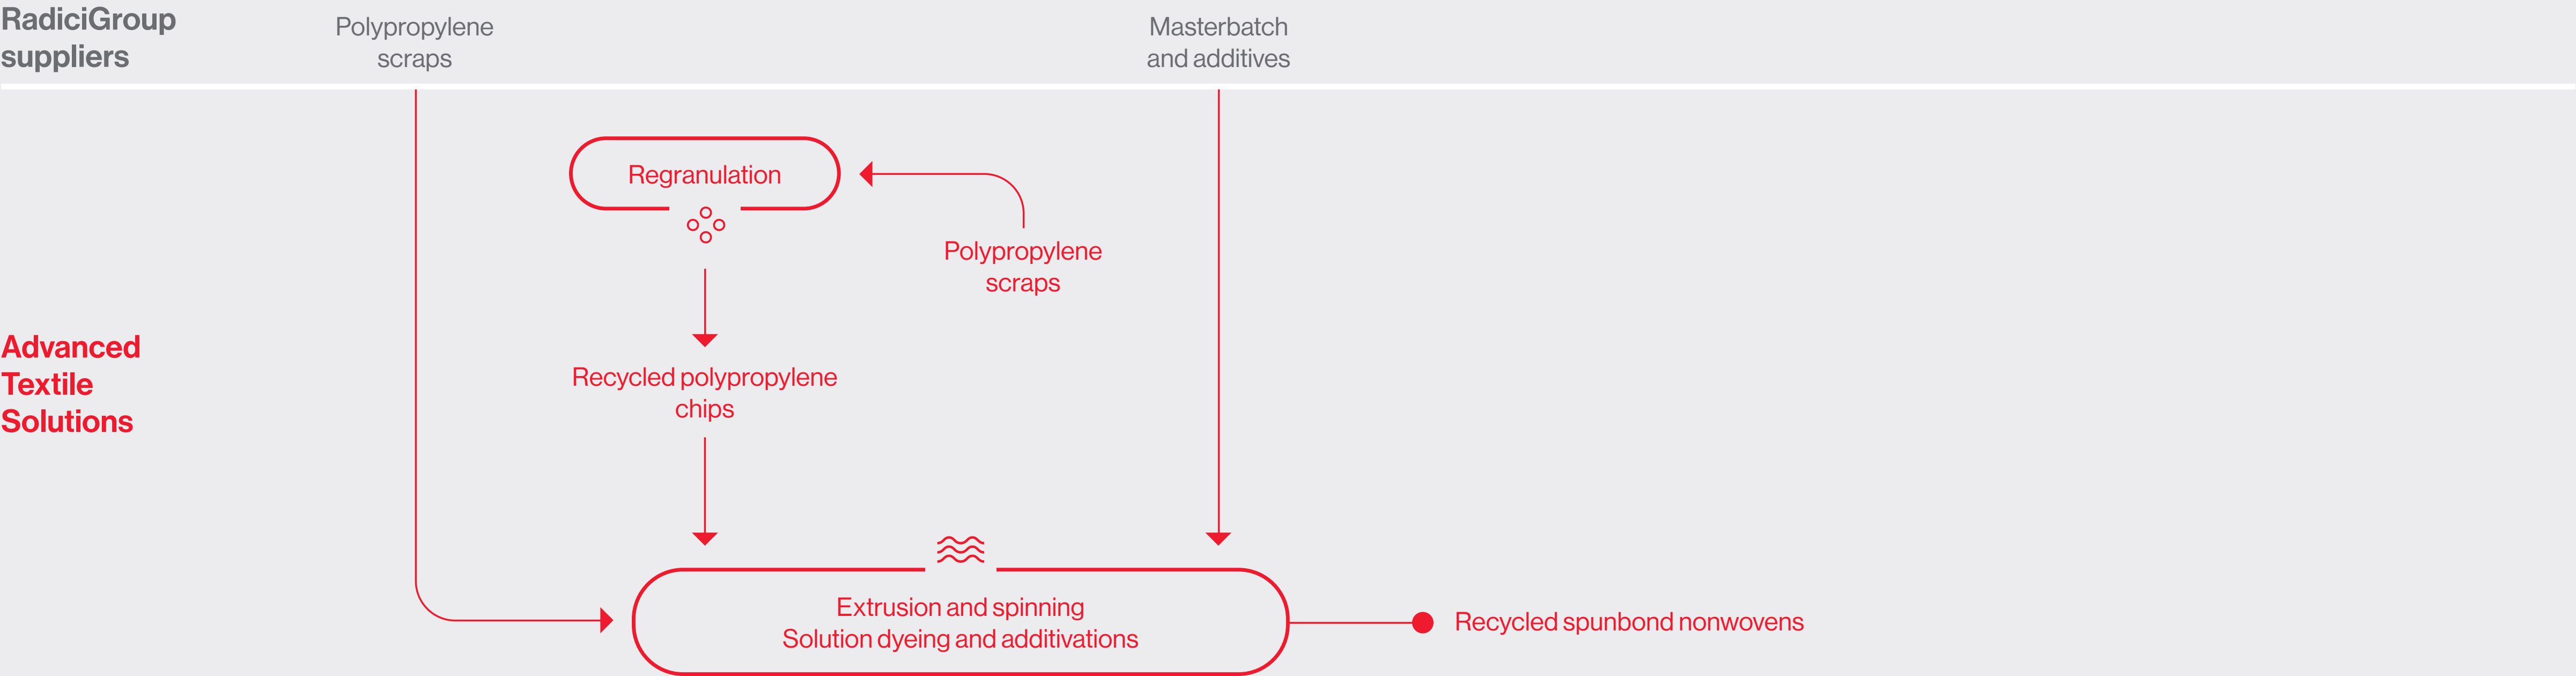 RadiciGroup
suppliers
Polypropylene
scraps
Masterbatch
and additives
Regranulation
Polypropylene
scraps
Advanced
Textile
Solutions
Recycled polypropylene
chips
Extrusion and spinning
Solution dyeing and additivations
Recycled spunbond nonwovens